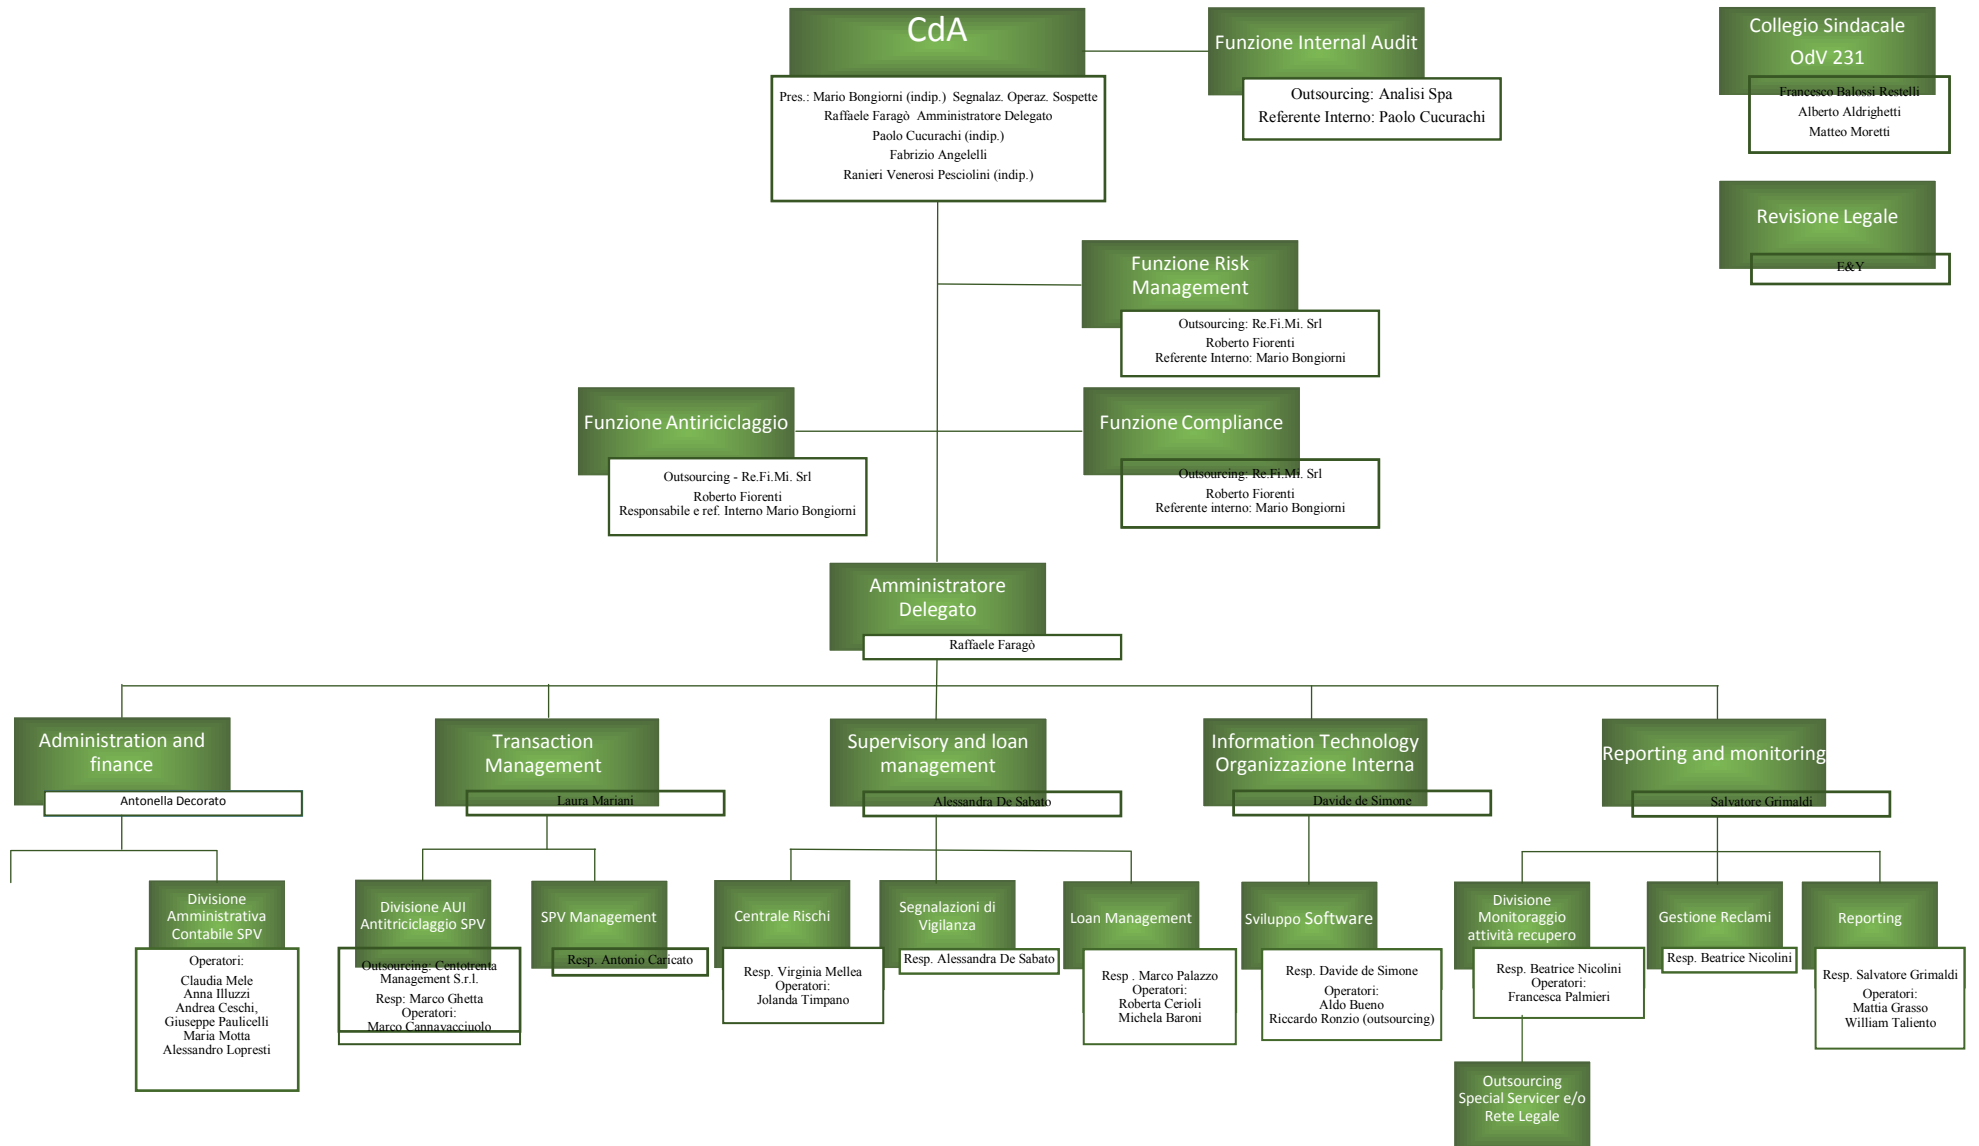 CdA
Pres.: Mario Bongiorni (indip.) Segnalaz. Operaz. Sospette
Raffaele Faragò Amministratore Delegato
Paolo Cucurachi (indip.)
Fabrizio Angelelli
Ranieri Venerosi Pesciolini (indip.)
Funzione Internal Audit
Outsourcing: Analisi Spa
Referente Interno: Paolo Cucurachi
Collegio Sindacale
OdV 231
Francesco Balossi Restelli
Alberto Aldrighetti
Matteo Moretti
Revisione Legale
E&Y
Funzione Risk
Management
Outsourcing: Re.Fi.Mi. Srl
Roberto Fiorenti
Referente Interno: Mario Bongiorni
Funzione Antiriciclaggio
Outsourcing - Re.Fi.Mi. Srl
Roberto Fiorenti
Responsabile e ref. Interno Mario Bongiorni
Funzione Compliance
Outsourcing: Re.Fi.Mi. Srl
Roberto Fiorenti
Referente interno: Mario Bongiorni
Amministratore
Delegato
Raffaele Faragò
Administration and
finance
Antonella Decorato
Transaction
Management
Laura Mariani
Supervisory and loan
management
Alessandra De Sabato
Information Technology
Organizzazione Interna
Davide de Simone
Reporting and monitoring
Salvatore Grimaldi
Divisione
Amministrativa
Contabile SPV
Operatori:
Claudia Mele
Anna Illuzzi
Andrea Ceschi,
Giuseppe Paulicelli
Maria Motta
Alessandro Lopresti
Divisione AUI
Antitriciclaggio SPV
Outsourcing: Centotrenta
Management S.r.l.
Resp: Marco Ghetta
Operatori:
Marco Cannavacciuolo
SPV Management
Resp. Antonio Caricato
Centrale Rischi
Resp. Virginia Mellea
Operatori:
Jolanda Timpano
Segnalazioni di
Vigilanza
Resp. Alessandra De Sabato
Loan Management
Resp . Marco Palazzo
Operatori:
Roberta Cerioli
Michela Baroni
Sviluppo Software
Resp. Davide de Simone
Operatori:
Aldo Bueno
Riccardo Ronzio (outsourcing)
Divisione
Monitoraggio
attività recupero
Resp. Beatrice Nicolini
Operatori:
Francesca Palmieri
Gestione Reclami
Resp. Beatrice Nicolini
Reporting
Resp. Salvatore Grimaldi
Operatori:
Mattia Grasso
William Taliento
Outsourcing
Special Servicer e/o
Rete Legale